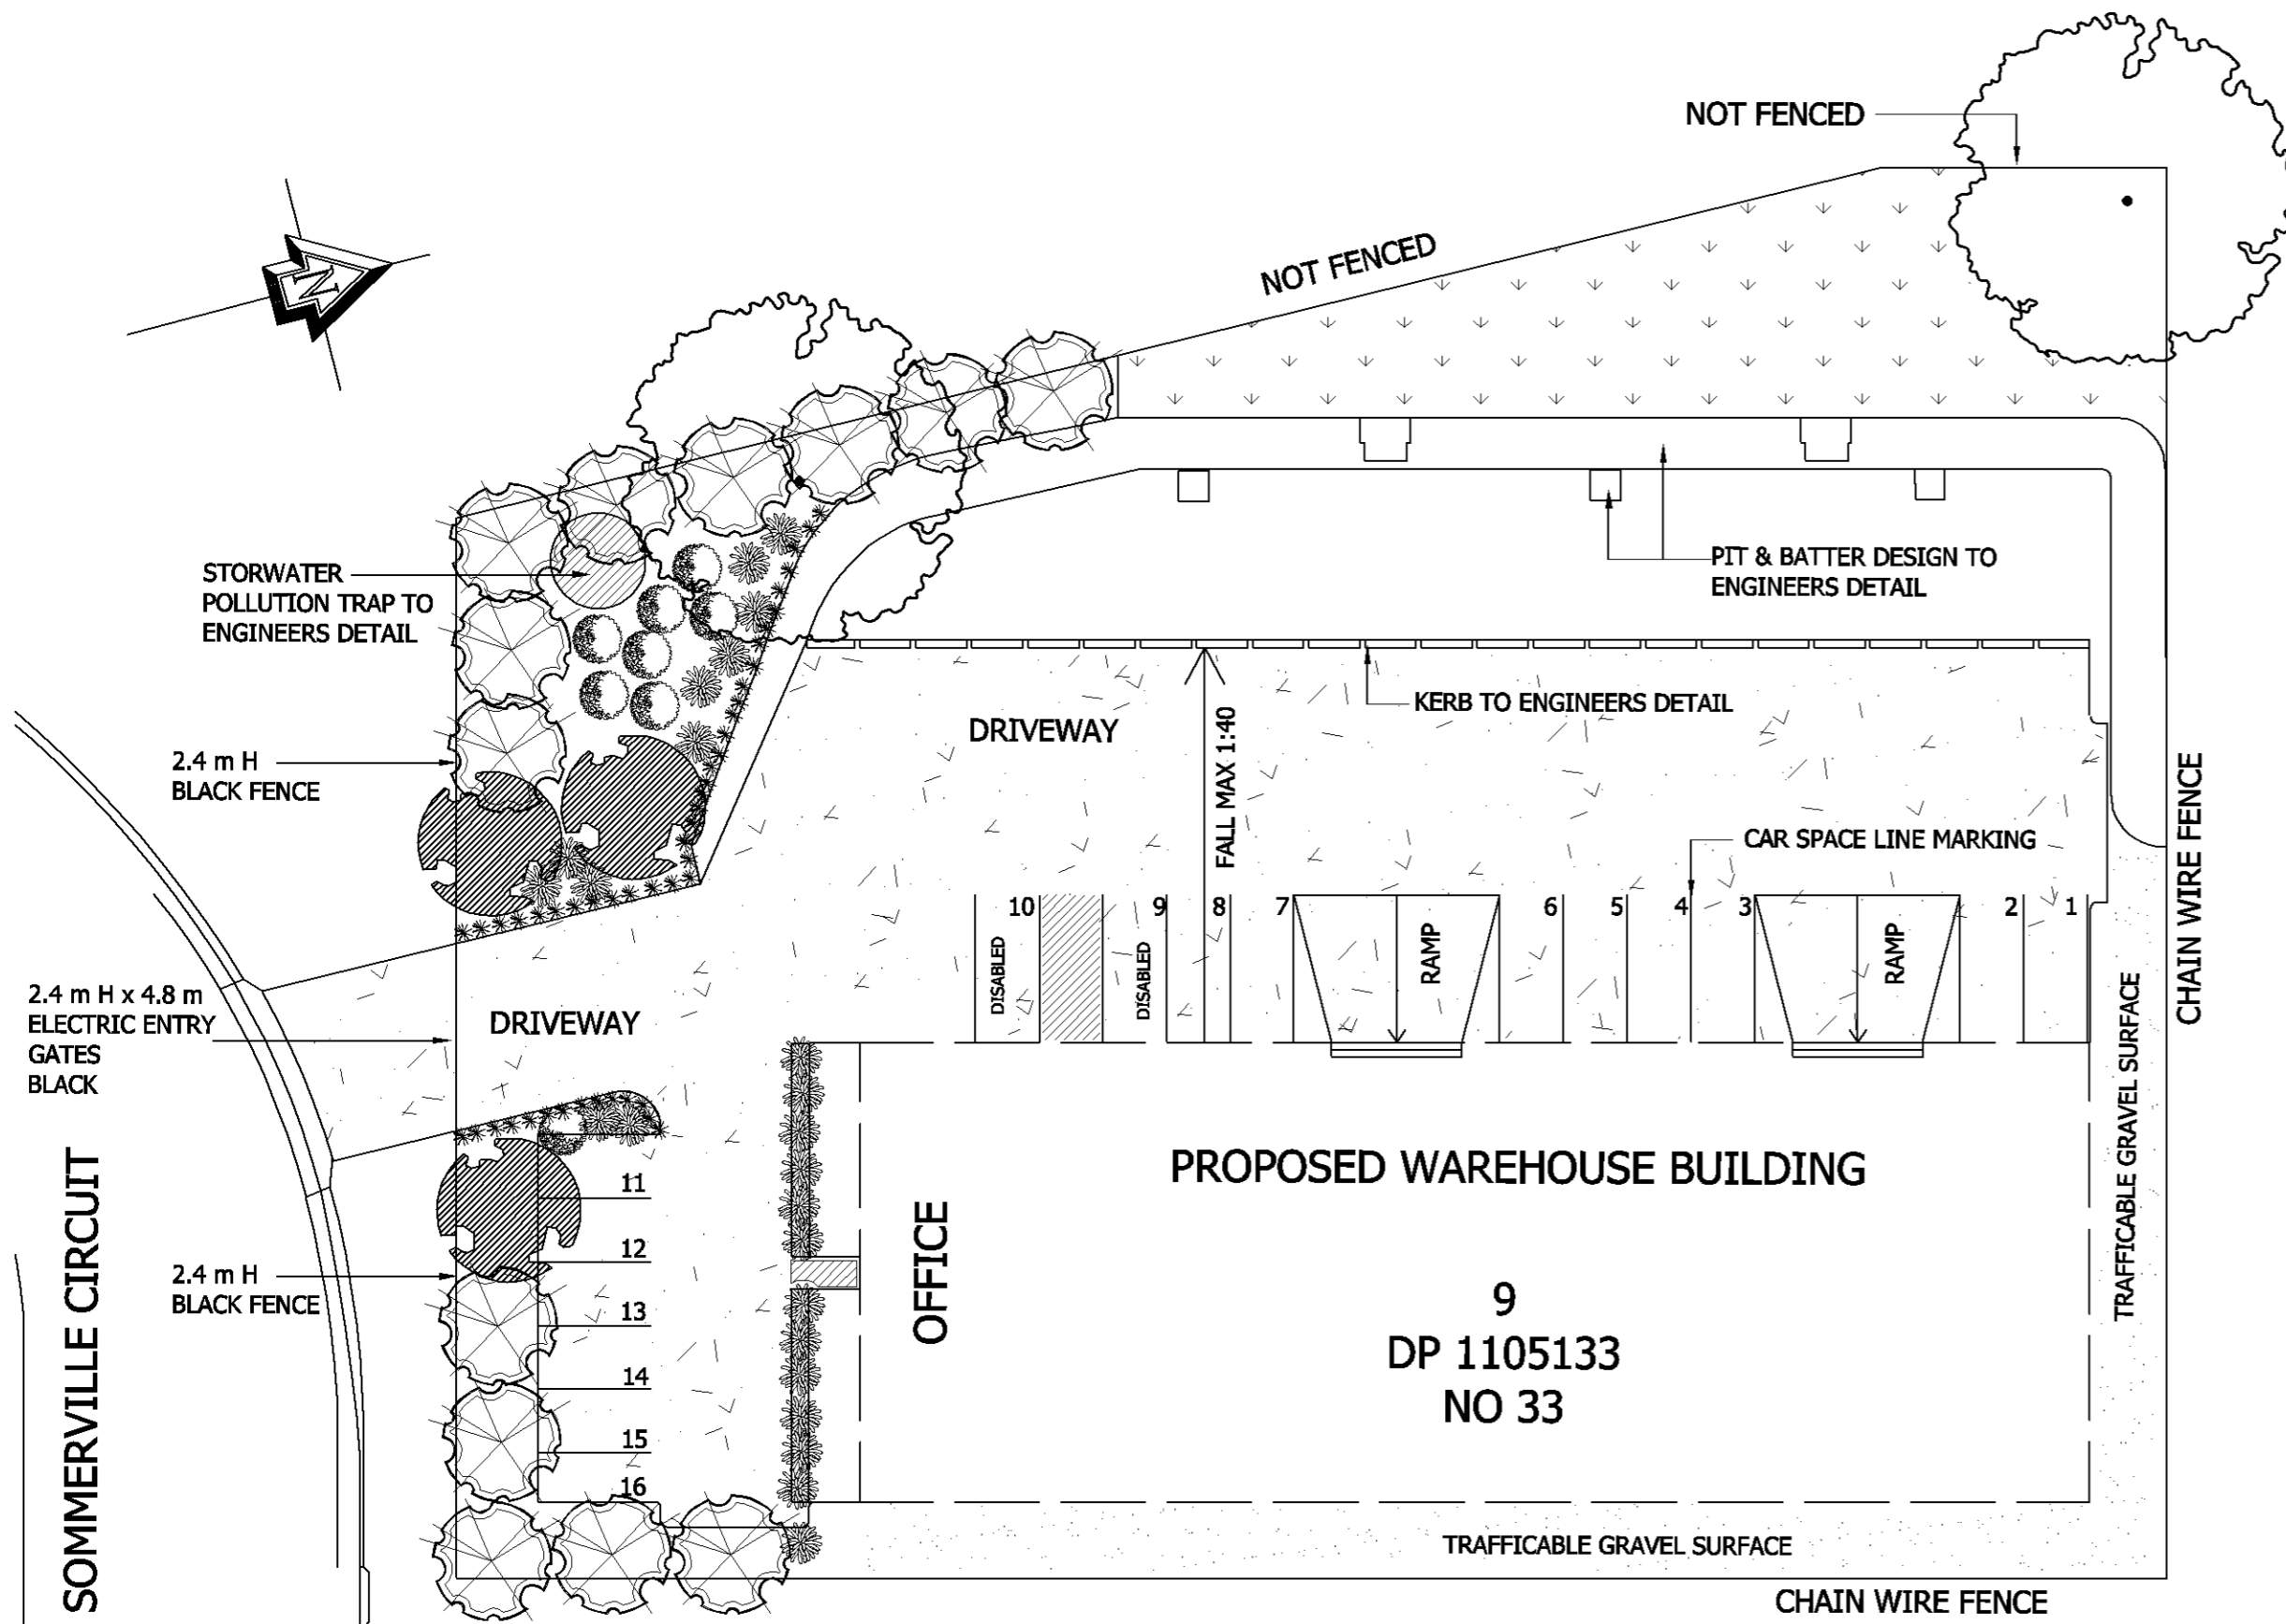 NOT FENCED
NOT FENCED
N
STORWATER
POLLUTION TRAP TO
ENGINEERS DETAIL
PIT & BATTER DESIGN TO
ENGINEERS DETAIL
KERB TO ENGINEERS DETAIL
DRIVEWAY
FALL MAX 1:40
2.4 m H
BLACK FENCE
CAR SPACE LINE MARKING
CHAIN WIRE FENCE
10
9
8
7
6
5
4
3
2
1
DISABLED
DISABLED
RAMP
RAMP
2.4 m H x 4.8 m
ELECTRIC ENTRY
GATES
BLACK
DRIVEWAY
TRAFFICABLE GRAVEL SURFACE
PROPOSED WAREHOUSE BUILDING
11
12
13
14
15
16
OFFICE
SOMMERVILLE CIRCUIT
2.4 m H
BLACK FENCE
9
DP 1105133
NO 33
TRAFFICABLE GRAVEL SURFACE
CHAIN WIRE FENCE